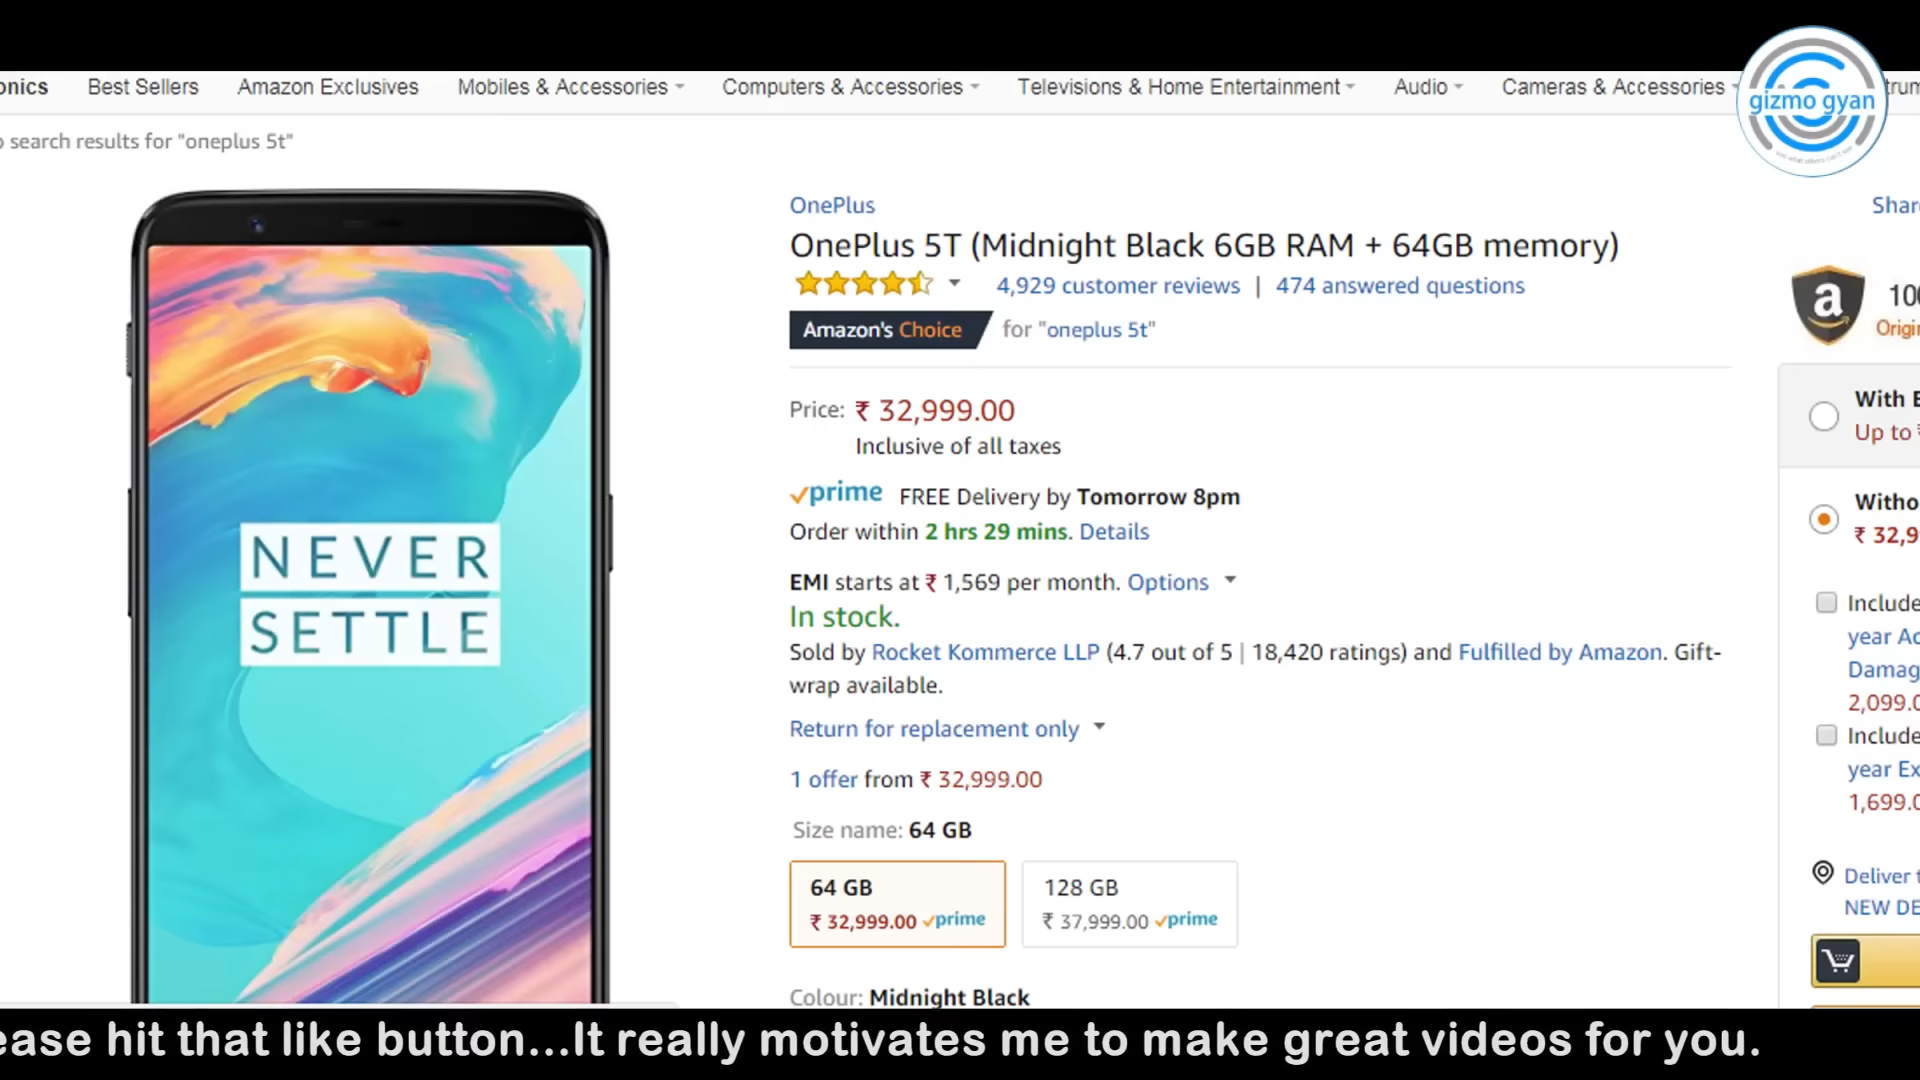 onics Best Sellers Amazon Exclusives Mobiles & Accessories Computers & Accessories Televisions & Home Entertainment Audio Cameras & Accessories
gizmo gyan
search results for "oneplus 5t"
OnePlus
Share
OnePlus 5T (Midnight Black 6GB RAM + 64GB memory)
4,929 customer reviews | 474 answered questions
Amazon's Choice for "oneplus 5t"
a
Price: ₹ 32,999.00
Inclusive of all taxes
prime FREE Delivery by Tomorrow 8pm
Order within 2 hrs 29 mins. Details
EMI starts at ₹ 1,569 per month. Options
In stock.
Sold by Rocket Kommerce LLP (4.7 out of 5 | 18,420 ratings) and Fulfilled by Amazon. Gift-
wrap available.
Return for replacement only
1 offer from ₹ 32,999.00
Size name: 64 GB
64 GB
₹ 32,999.00 prime
128 GB
₹ 37,999.00 prime
Colour: Midnight Black
NEVER
SETTLE
100
Origin
With E
Up to ₹
Witho
₹ 32,9
Include
year Ac
Damag
2,099.0
Include
year Ex
1,699.0
Deliver t
NEW DE
ease hit that like button...It really motivates me to make great videos for you.